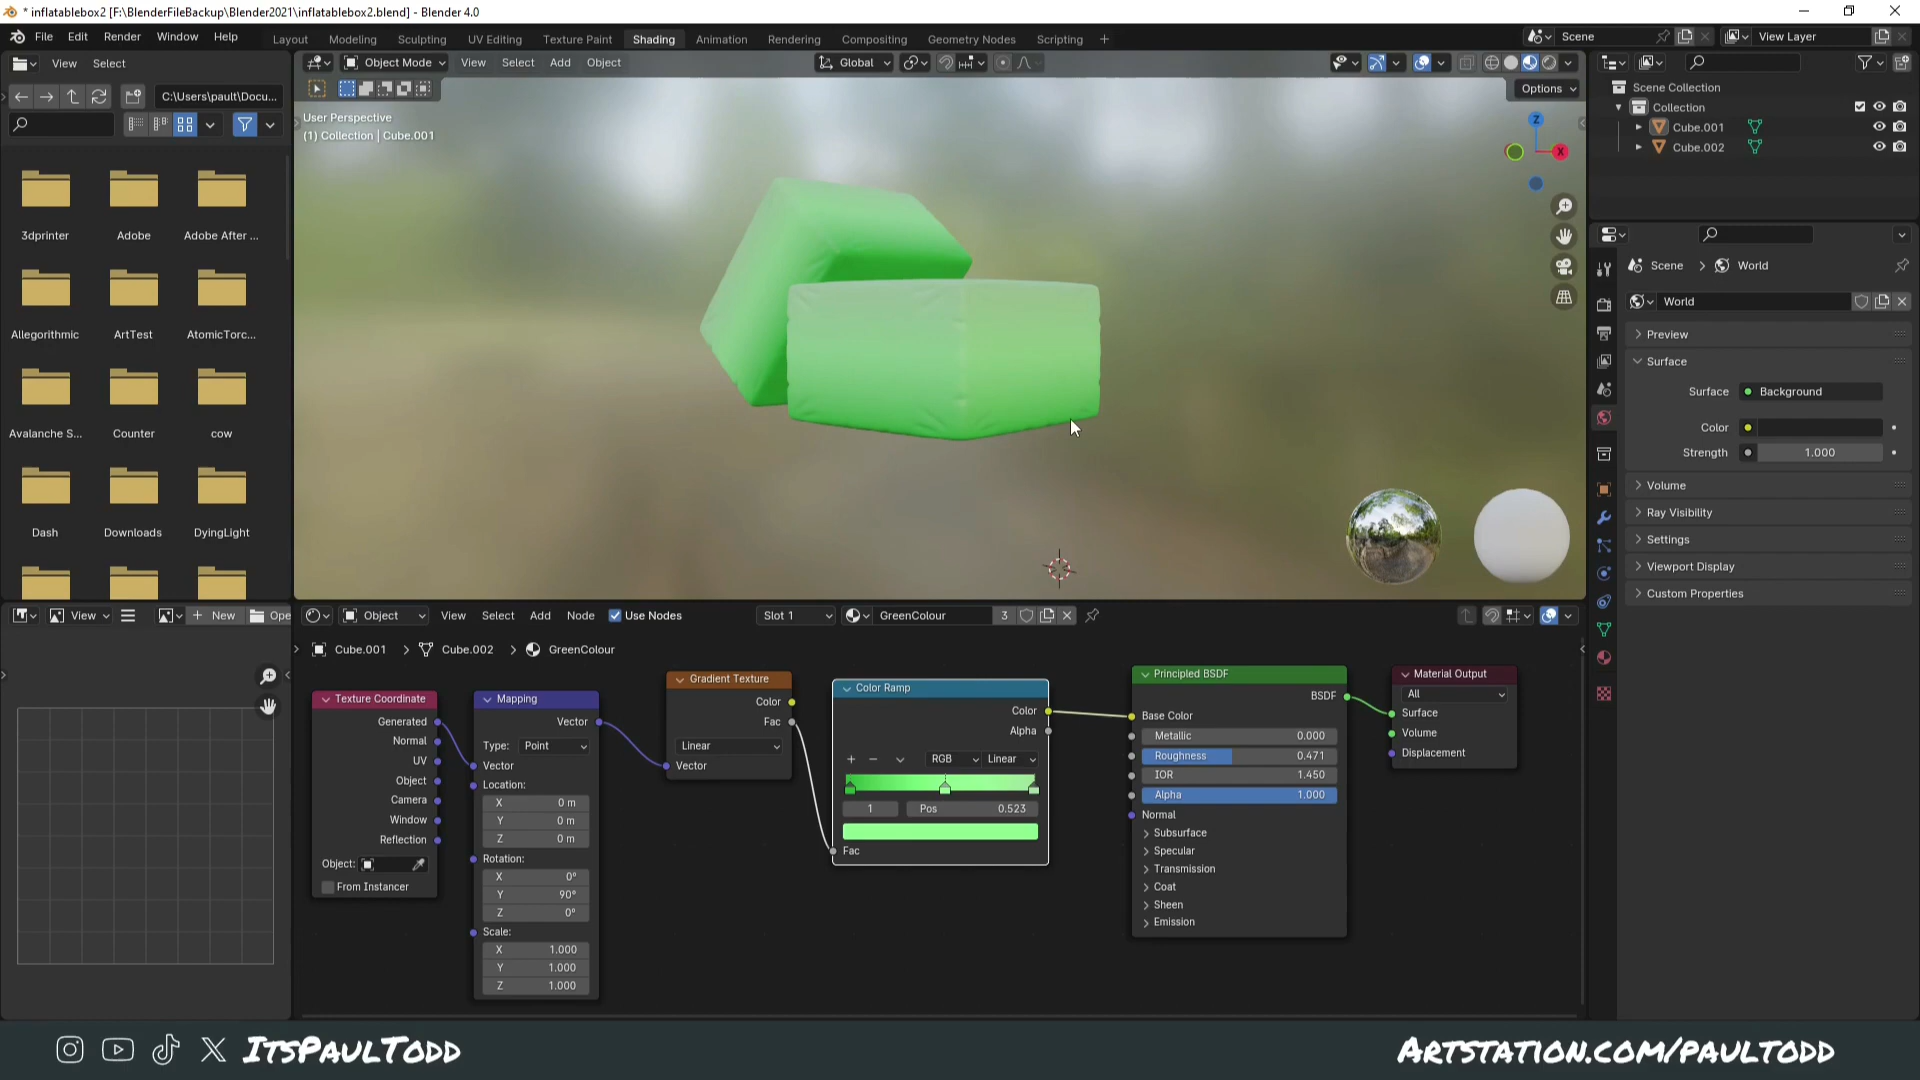 * inflatablebox2 [F:\BlenderFileBackup\Blender2021\inflatablebox2.blend] - Blender 4.0
File Edit Render Window Help
Layout Modeling Sculpting UV Editing Texture Paint Shading Animation Rendering Compositing Geometry Nodes Scripting +
Scene
View Layer
View Select
Object Mode View Select Add Object
Global
C:\Users\pault\Docu...
Options
User Perspective
(1) Collection | Cube.001
Z
X
3dprinter Adobe Adobe After ...
Allegorithmic ArtTest AtomicTorc...
Avalanche S... Counter cow
Dash Downloads DyingLight
Scene Collection
Collection
Cube.001
Cube.002
Scene > World
World
Preview
Surface
Surface Background
Color
Strength 1.000
Volume
Ray Visibility
Settings
Viewport Display
Custom Properties
View + New Ope
Object View Select Add Node Use Nodes Slot 1 GreenColour 3
Cube.001 > Cube.002 > GreenColour
Texture Coordinate
Generated
Normal
UV
Object
Camera
Window
Reflection
Object:
From Instancer
Mapping
Vector
Type: Point
Vector
Location:
X 0 m
Y 0 m
Z 0 m
Rotation:
X 0°
Y 90°
Z 0°
Scale:
X 1.000
Y 1.000
Z 1.000
Gradient Texture
Color
Fac
Linear
Vector
Color Ramp
Color
Alpha
+ − RGB Linear
1 Pos 0.523
Fac
Principled BSDF
BSDF
Base Color
Metallic 0.000
Roughness 0.471
IOR 1.450
Alpha 1.000
Normal
Subsurface
Specular
Transmission
Coat
Sheen
Emission
Material Output
All
Surface
Volume
Displacement
ItsPaulTodd
Artstation.com/paultodd